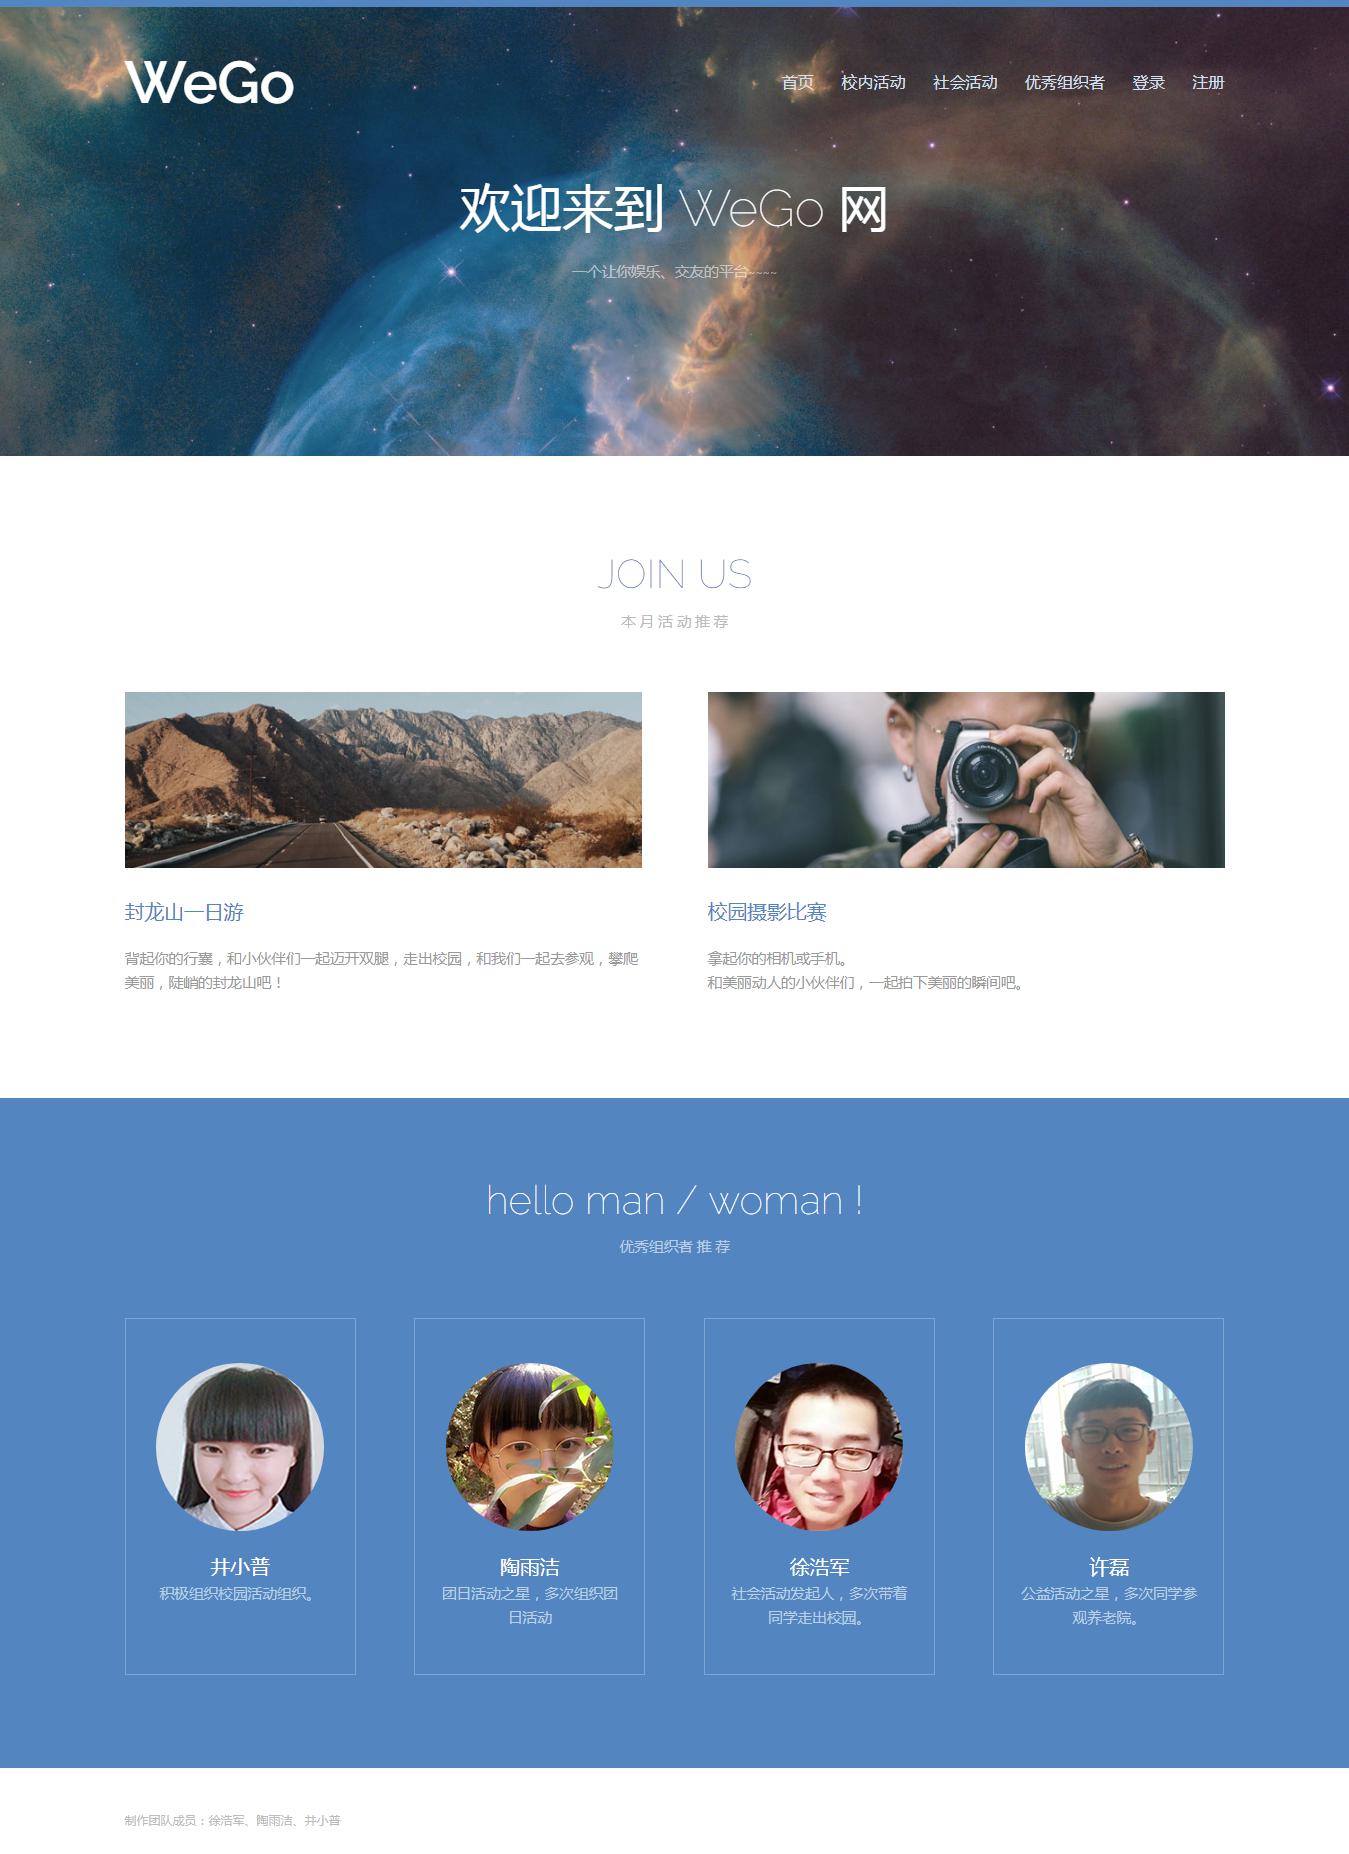 WeGo
首页 校内活动 社会活动 优秀组织者 登录 注册
欢迎来到 WeGo 网
一个让你娱乐、交友的平台~~~~
JOIN US
本 月 活 动 推 荐
封龙山一日游
背起你的行囊，和小伙伴们一起迈开双腿，走出校园，和我们一起去参观，攀爬
美丽，陡峭的封龙山吧！
校园摄影比赛
拿起你的相机或手机。
和美丽动人的小伙伴们，一起拍下美丽的瞬间吧。
hello man / woman !
优秀组织者 推 荐
井小普
积极组织校园活动组织。
陶雨洁
团日活动之星，多次组织团
日活动
徐浩军
社会活动发起人，多次带着
同学走出校园。
许磊
公益活动之星，多次同学参
观养老院。
制作团队成员：徐浩军、陶雨洁、井小普